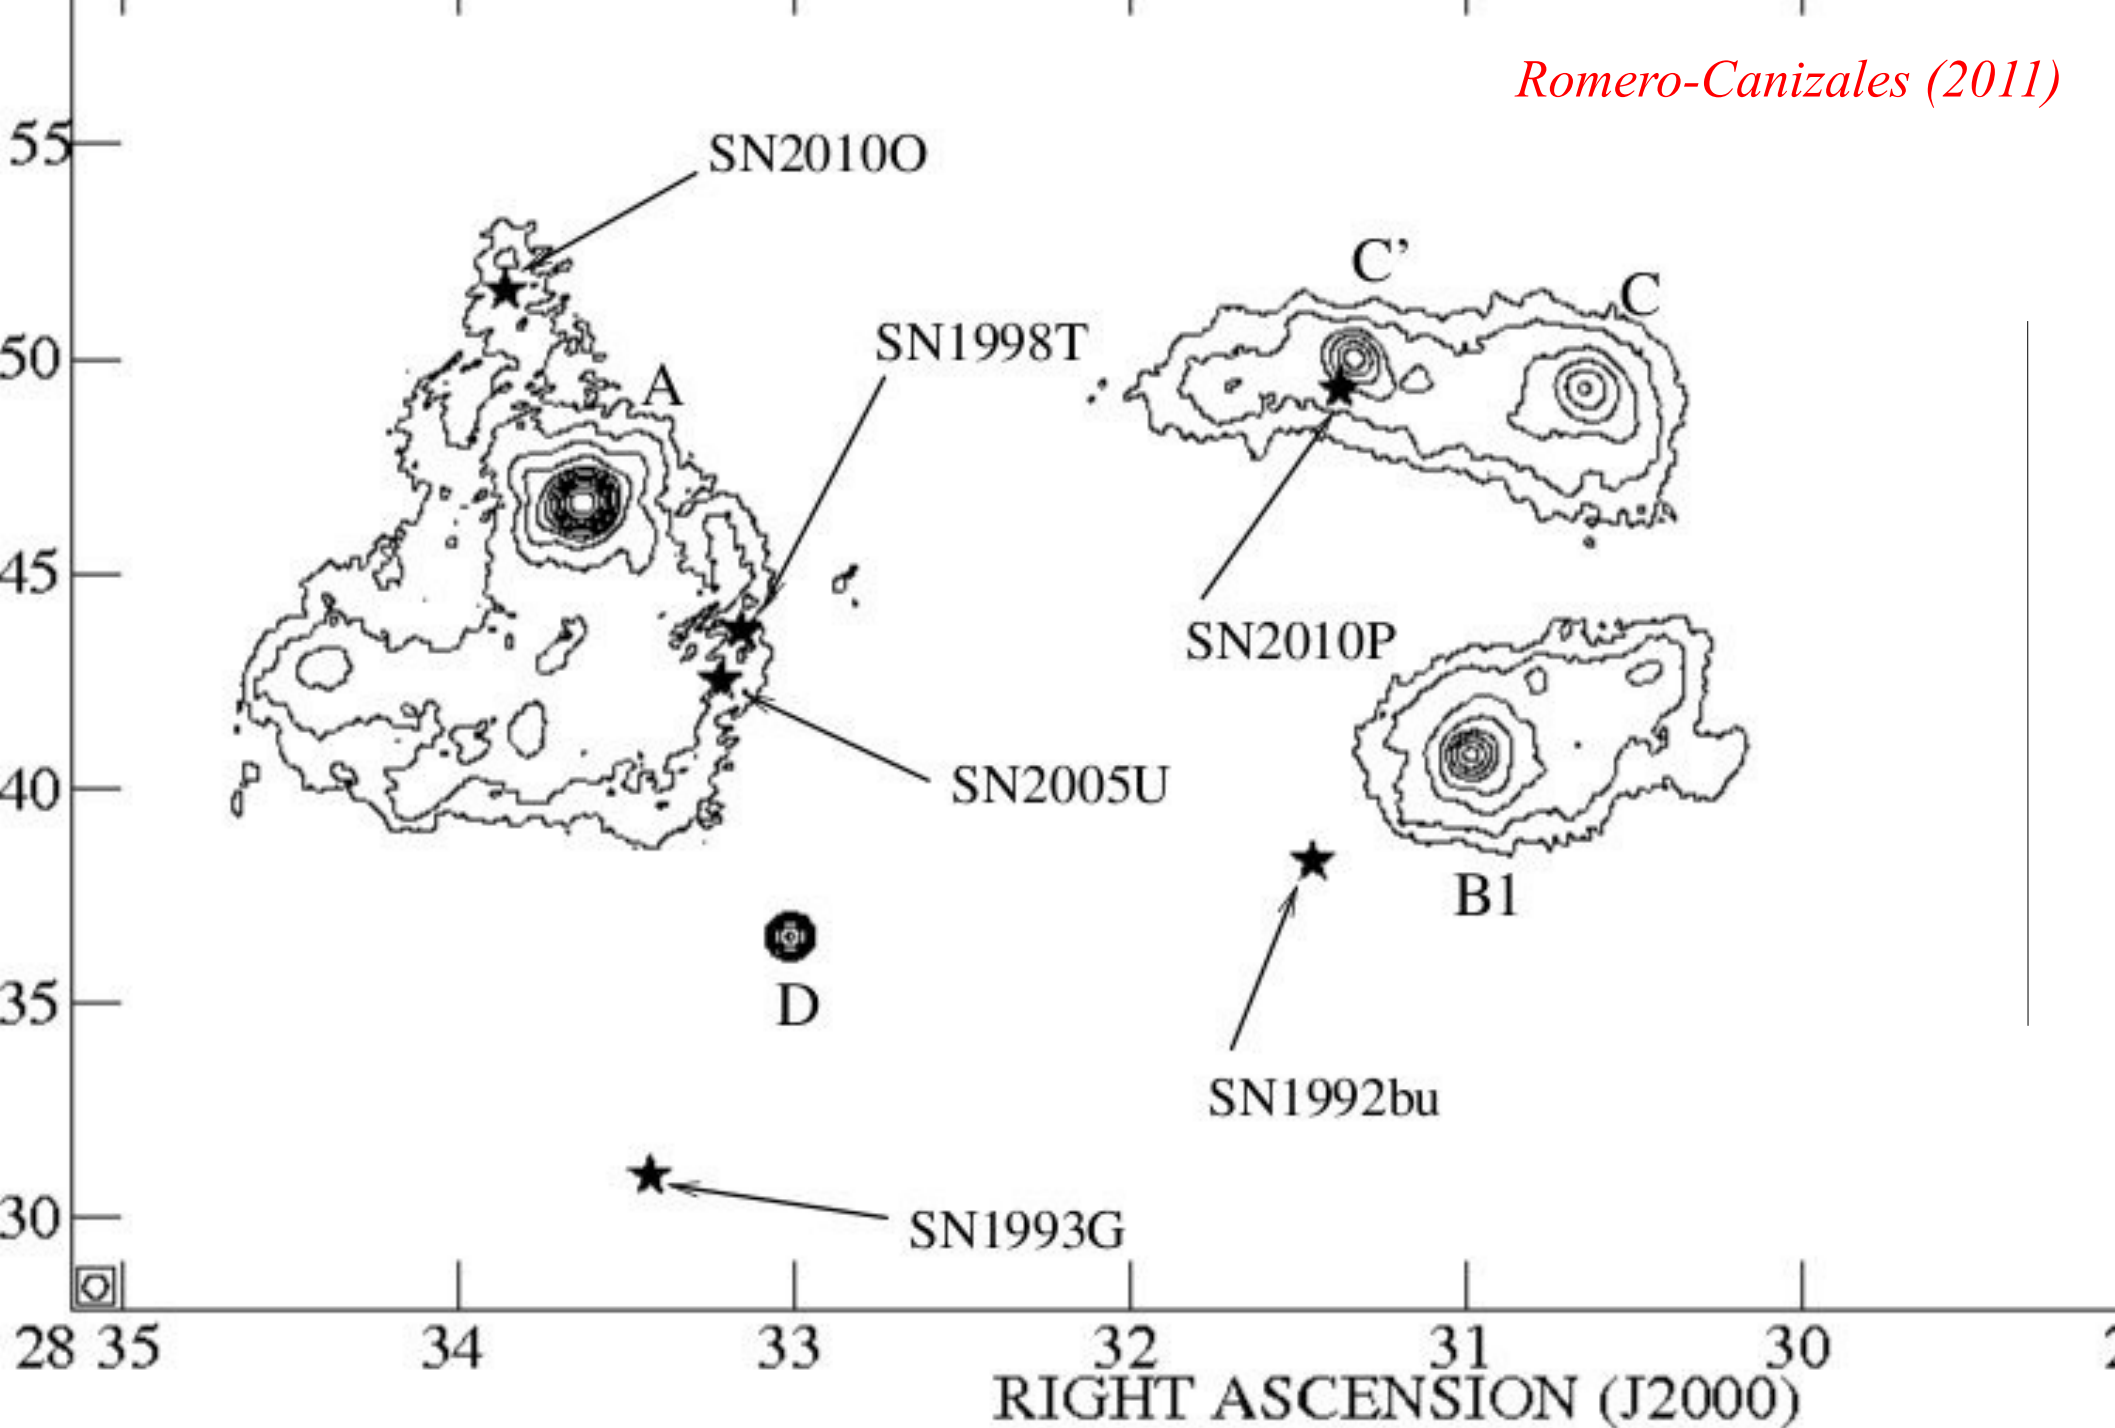 Romero-Canizales (2011)
55
SN2010O
C’
C
SN1998T
50
A
45
SN2010P
40
SN2005U
B1
35
D
SN1992bu
30
SN1993G
28 35 34 33 32 31 30 2
RIGHT ASCENSION (J2000)